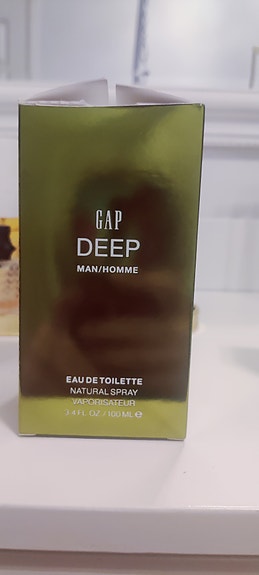 GAP
DEEP
MAN/HOMME
EAU DE TOILETTE
NATURAL SPRAY
VAPORISATEUR
3.4 FL OZ / 100 ML ℮